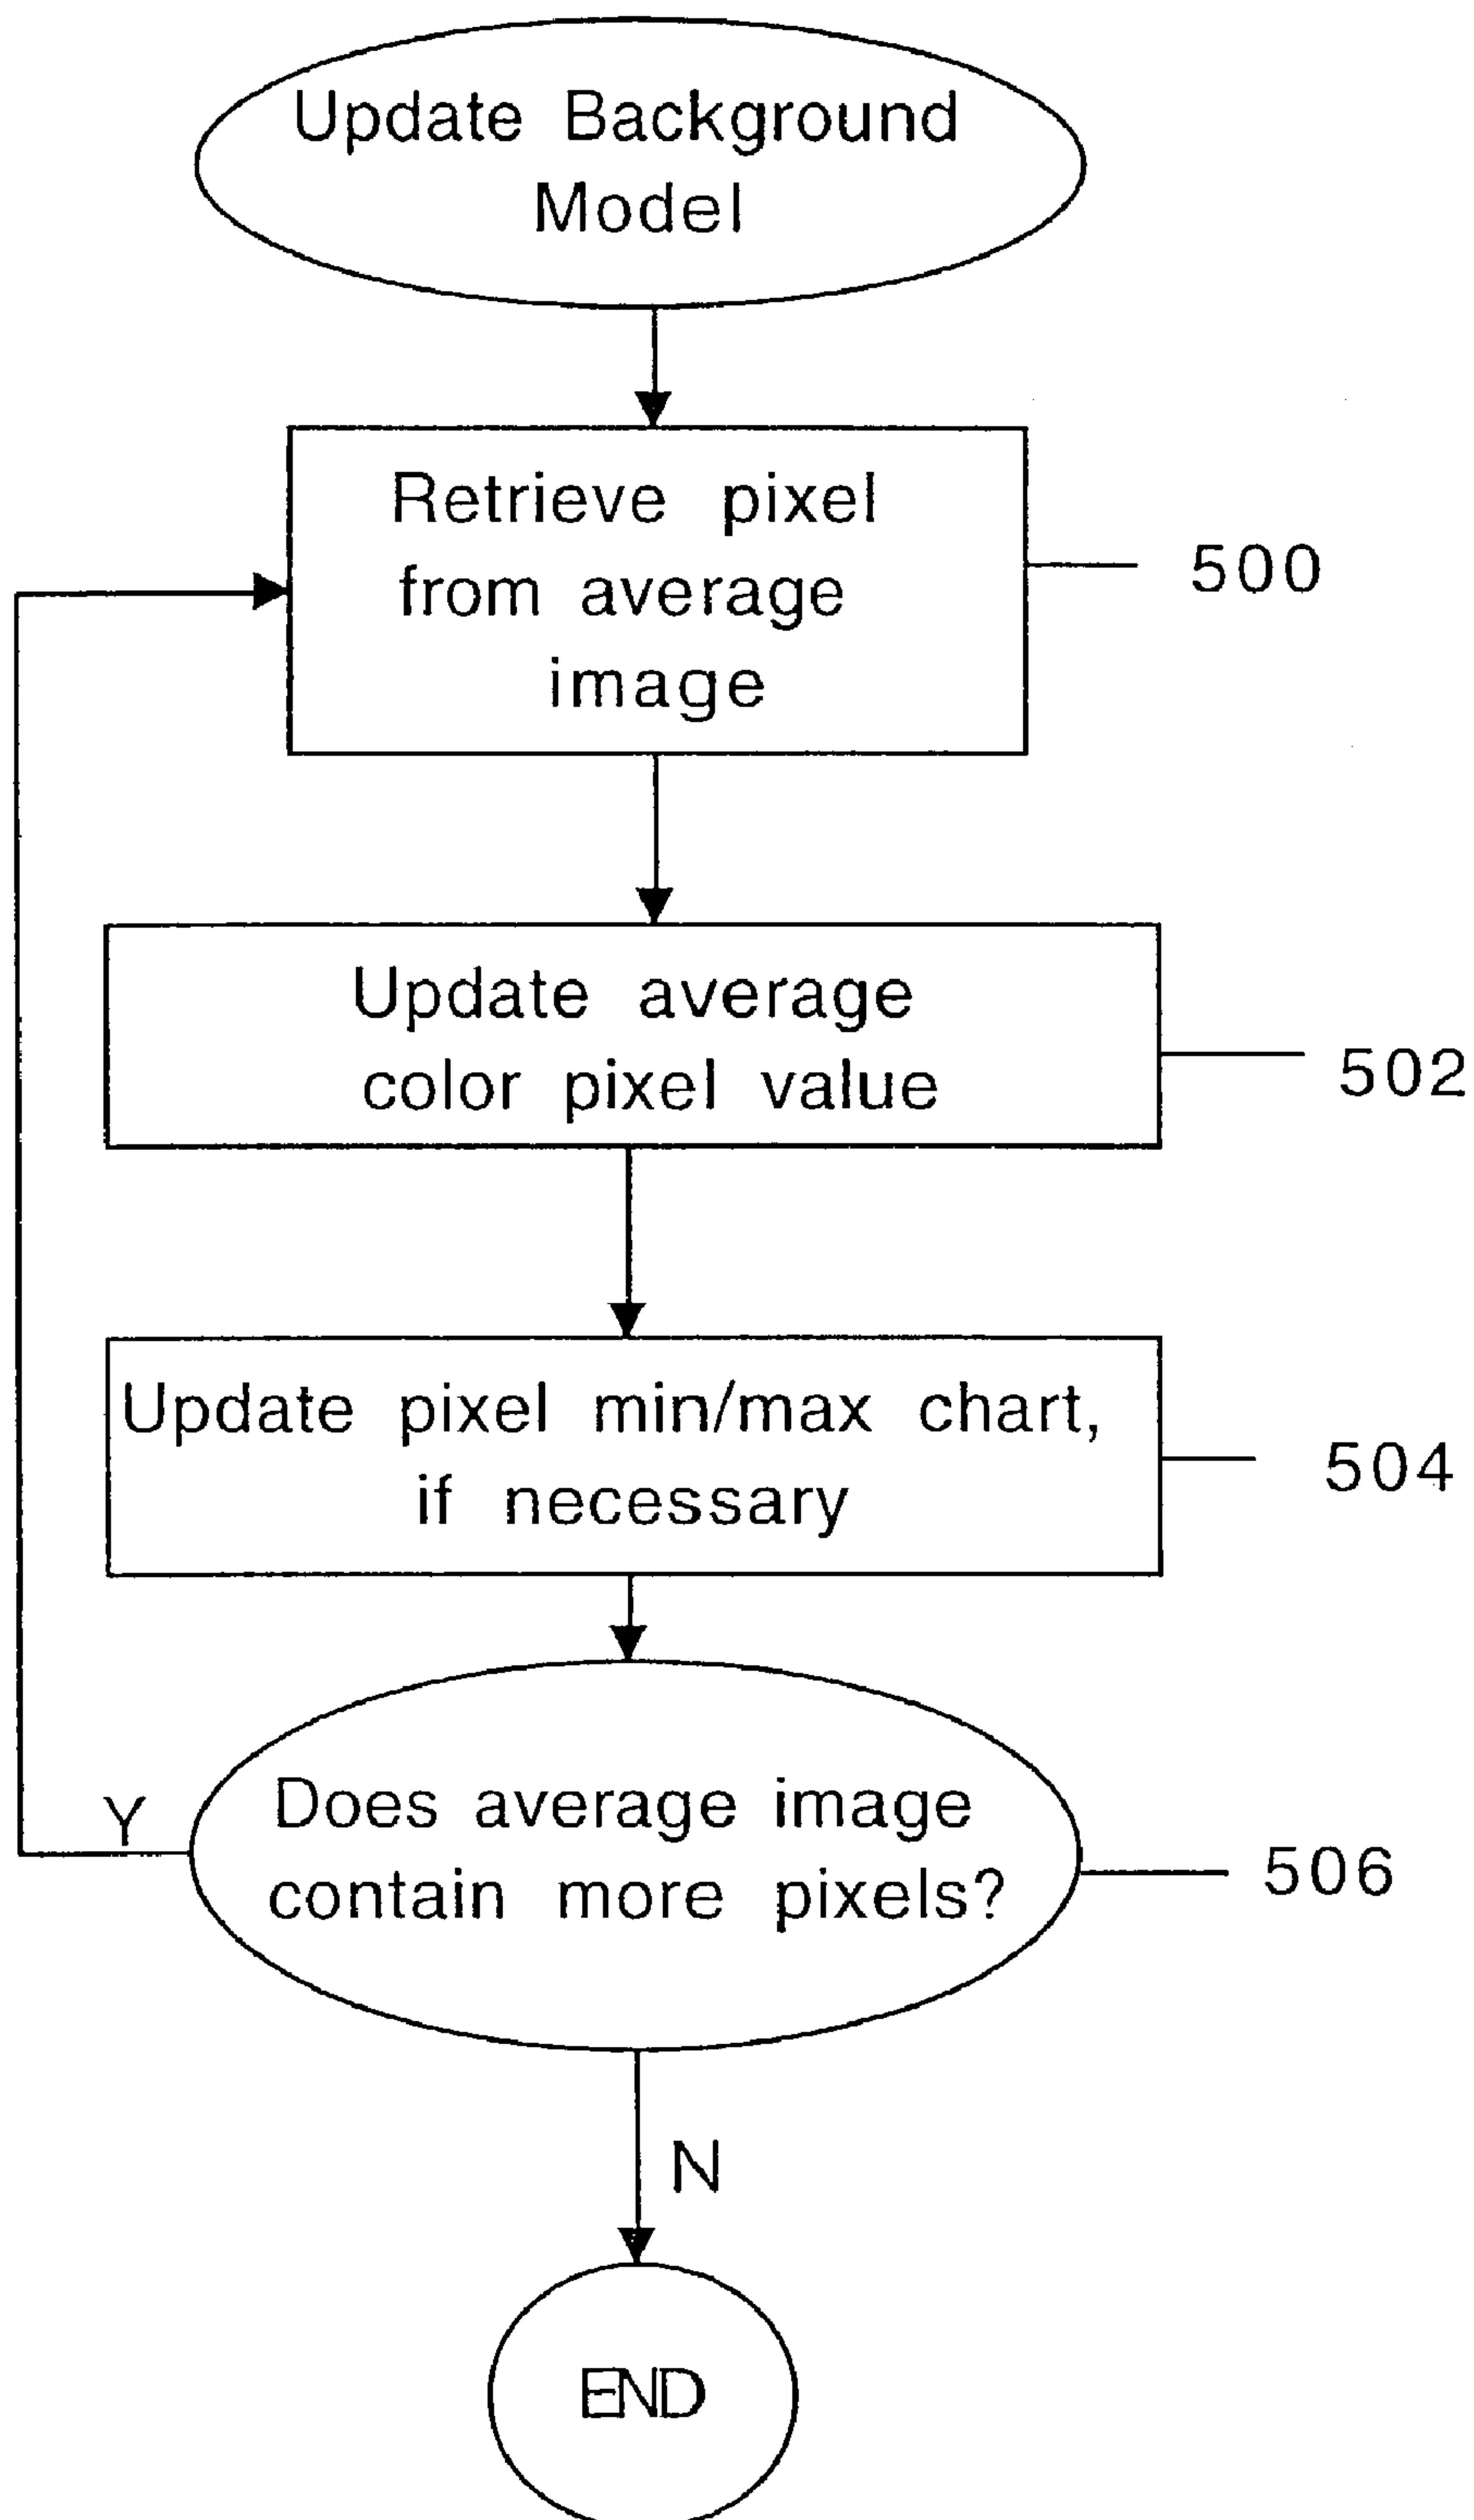 Update Background
Model
Retrieve pixel
from average
image
500
Update average
color pixel value
502
Update pixel min/max chart,
if necessary
504
Y
Does average image
contain more pixels?
506
N
END